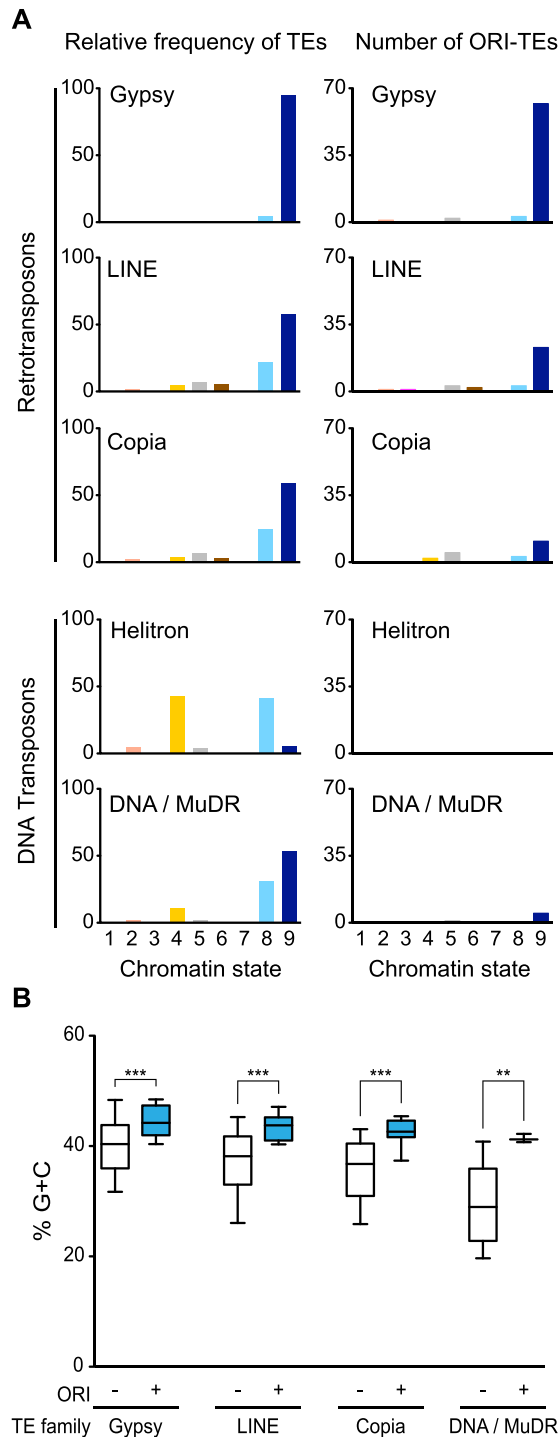 A
Relative frequency of TEs Number of ORI-TEs
Retrotransposons
100
50
0
Gypsy
70
35
0
Gypsy
100
50
0
LINE
70
35
0
LINE
100
50
0
Copia
70
35
0
Copia
DNA Transposons
100
50
0
Helitron
70
35
0
Helitron
100
50
0
DNA / MuDR
70
35
0
DNA / MuDR
1 2 3 4 5 6 7 8 9 1 2 3 4 5 6 7 8 9
Chromatin state Chromatin state
B
% G+C
60
40
20
0
*** *** *** **
ORI - + - + - + - +
TE family Gypsy LINE Copia DNA / MuDR